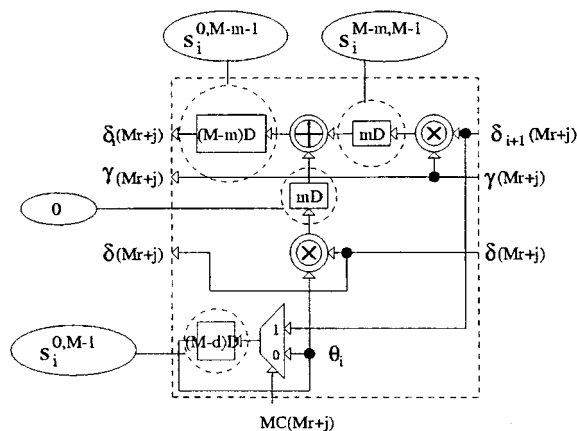 S_i^{0,M-m-1} S_i^{M-m,M-1}
δ_i(Mr+j) (M-m)D + mD × δ_{i+1}(Mr+j)
γ(Mr+j) γ(Mr+j)
0 mD
δ(Mr+j) × δ(Mr+j)
S_i^{0,M-1} (M-d)D 1
0 θ_i
MC(Mr+j)